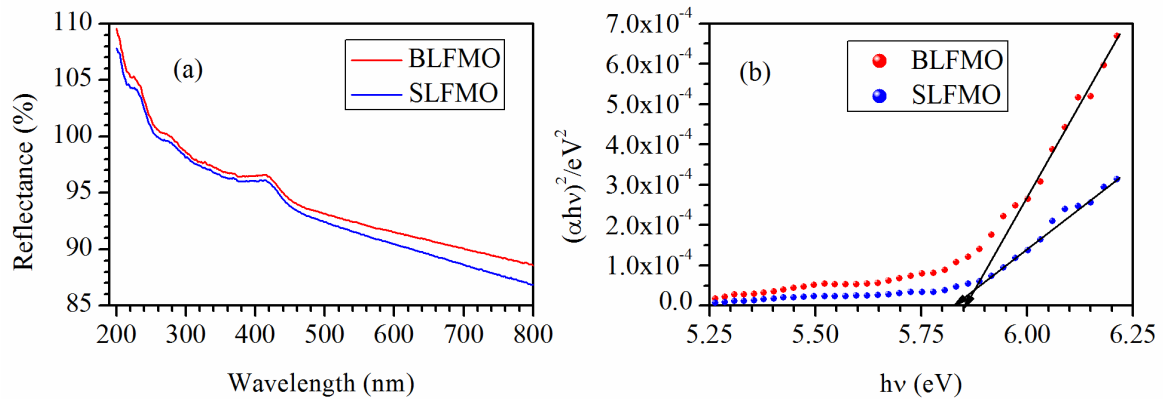 110
105
100
95
90
85
Reflectance (%)
(a)
BLFMO
SLFMO
200 300 400 500 600 700 800
Wavelength (nm)
7.0x10⁻⁴
6.0x10⁻⁴
5.0x10⁻⁴
4.0x10⁻⁴
3.0x10⁻⁴
2.0x10⁻⁴
1.0x10⁻⁴
0.0
(αhν)²/eV²
(b)
BLFMO
SLFMO
5.25 5.50 5.75 6.00 6.25
hν (eV)